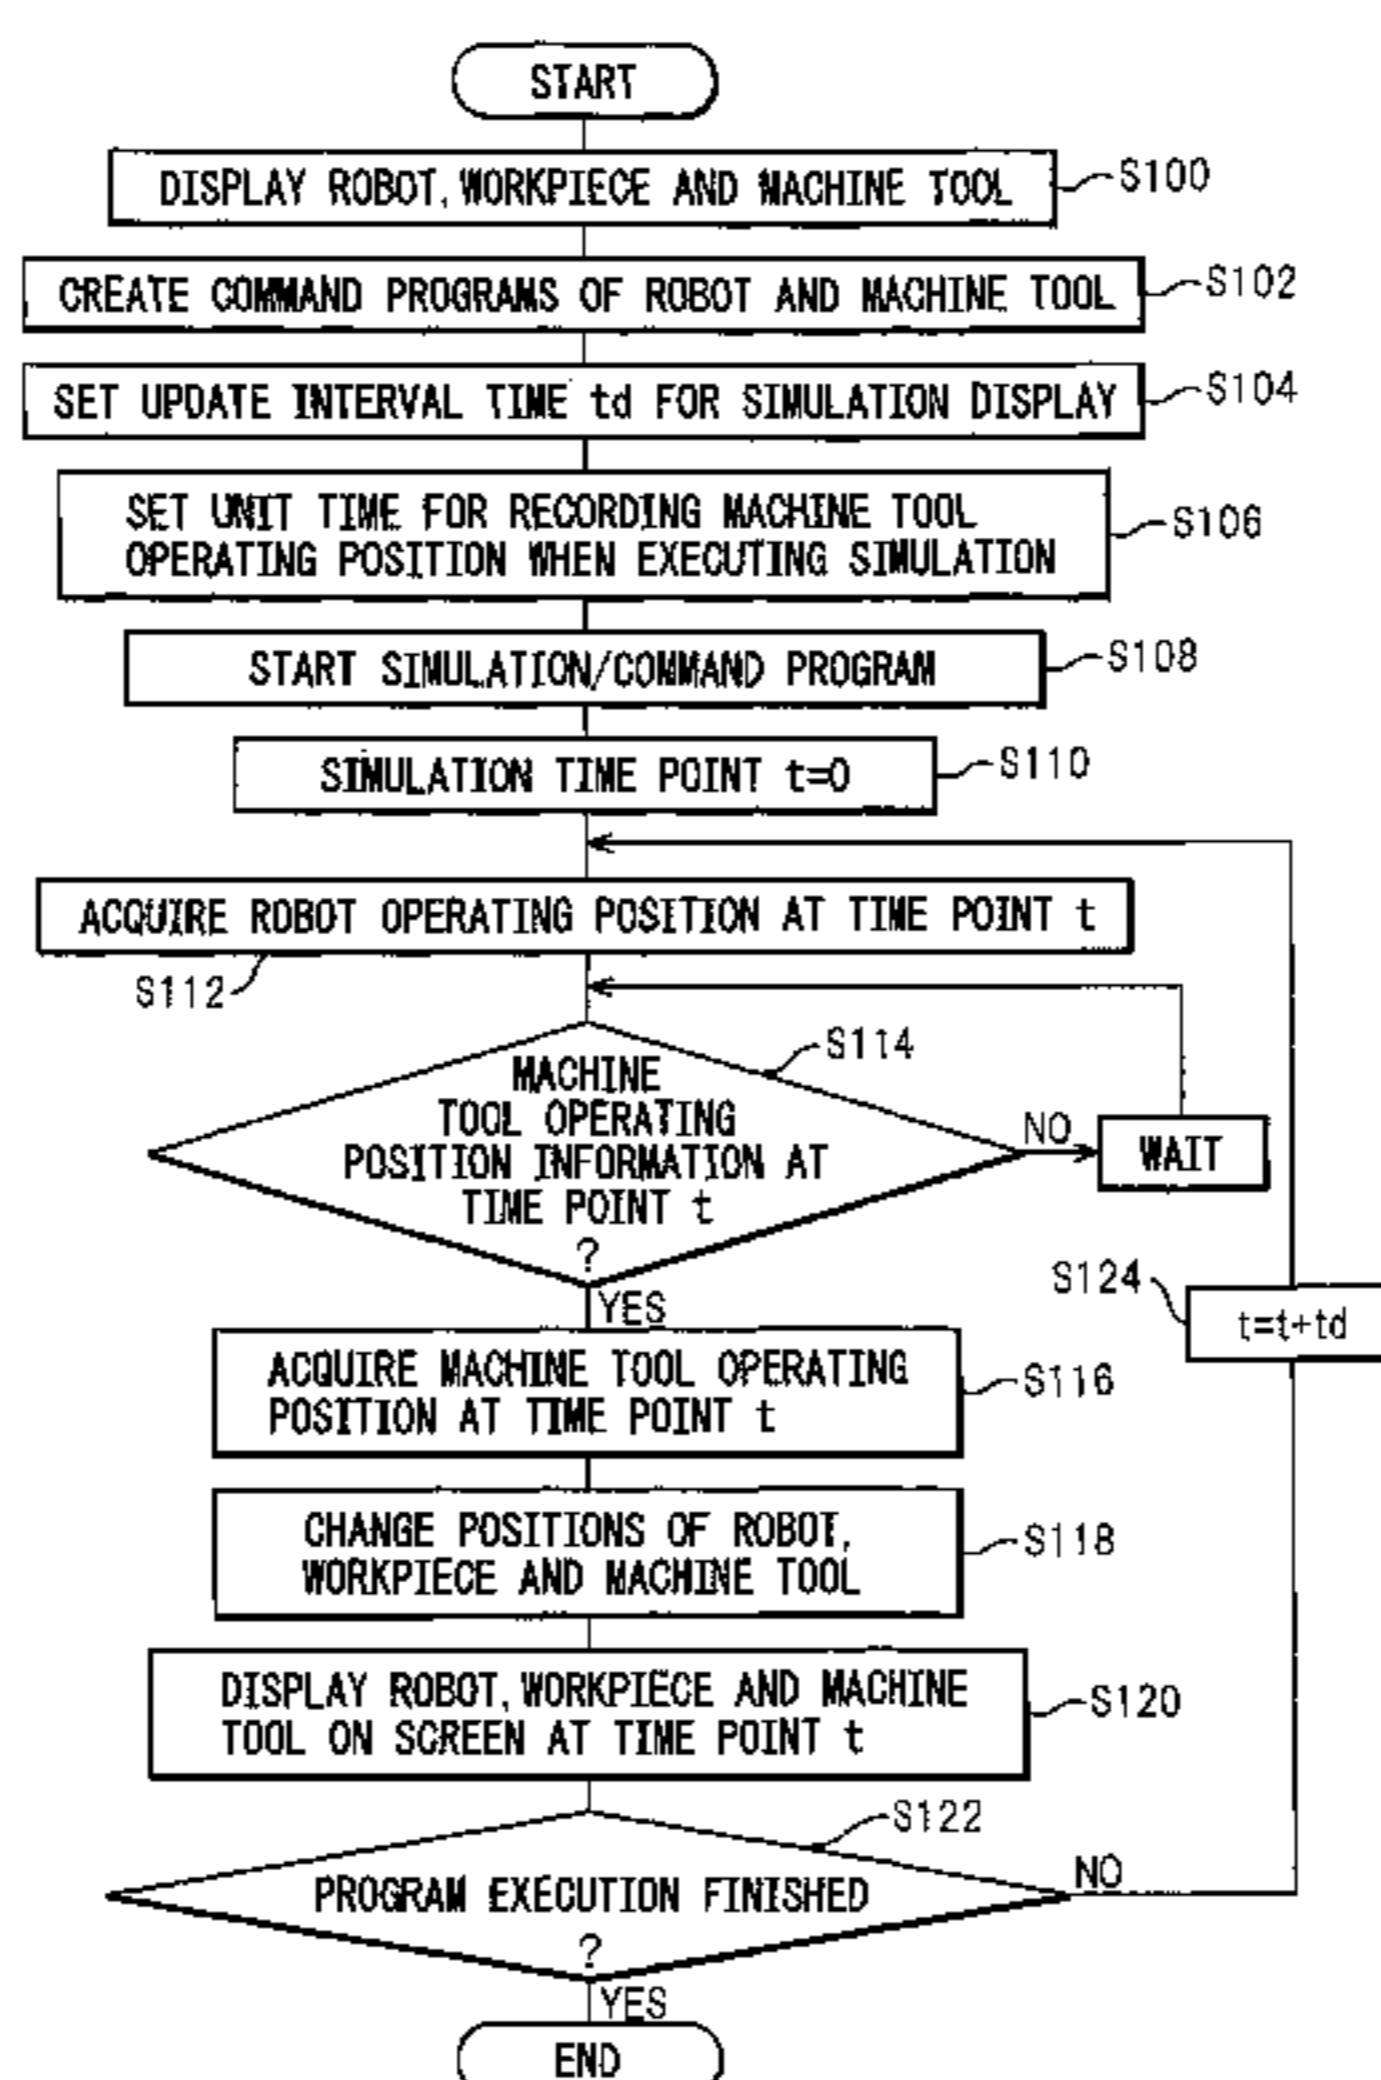 START
DISPLAY ROBOT, WORKPIECE AND MACHINE TOOL
S100
CREATE COMMAND PROGRAMS OF ROBOT AND MACHINE TOOL
S102
SET UPDATE INTERVAL TIME td FOR SIMULATION DISPLAY
S104
SET UNIT TIME FOR RECORDING MACHINE TOOL
OPERATING POSITION WHEN EXECUTING SIMULATION
S106
START SIMULATION/COMMAND PROGRAM
S108
SIMULATION TIME POINT t=0
S110
ACQUIRE ROBOT OPERATING POSITION AT TIME POINT t
S112
S114
MACHINE
TOOL OPERATING
POSITION INFORMATION AT
TIME POINT t
?
NO
WAIT
YES
S124
t=t+td
ACQUIRE MACHINE TOOL OPERATING
POSITION AT TIME POINT t
S116
CHANGE POSITIONS OF ROBOT,
WORKPIECE AND MACHINE TOOL
S118
DISPLAY ROBOT, WORKPIECE AND MACHINE
TOOL ON SCREEN AT TIME POINT t
S120
S122
PROGRAM EXECUTION FINISHED
?
NO
YES
END